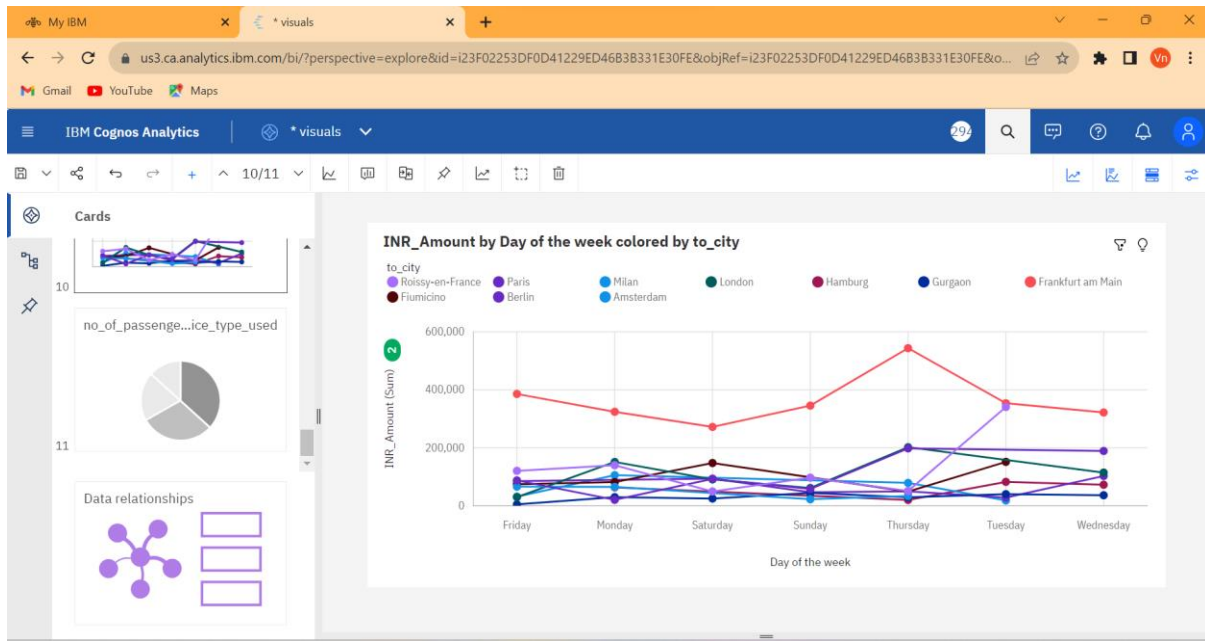 My IBM
* visuals
us3.ca.analytics.ibm.com/bi/?perspective=explore&id=i23F02253DF0D41229ED46B3B331E30FE&objRef=i23F02253DF0D41229ED46B3B331E30FE&o...
Vn
Gmail YouTube Maps
IBM Cognos Analytics * visuals
294
10/11
Cards
10
no_of_passenge...ice_type_used
11
Data relationships
INR_Amount by Day of the week colored by to_city
to_city
Roissy-en-France Paris Milan London Hamburg Gurgaon Frankfurt am Main
Fiumicino Berlin Amsterdam
600,000
400,000
200,000
0
INR_Amount (Sum) 2
Friday Monday Saturday Sunday Thursday Tuesday Wednesday
Day of the week